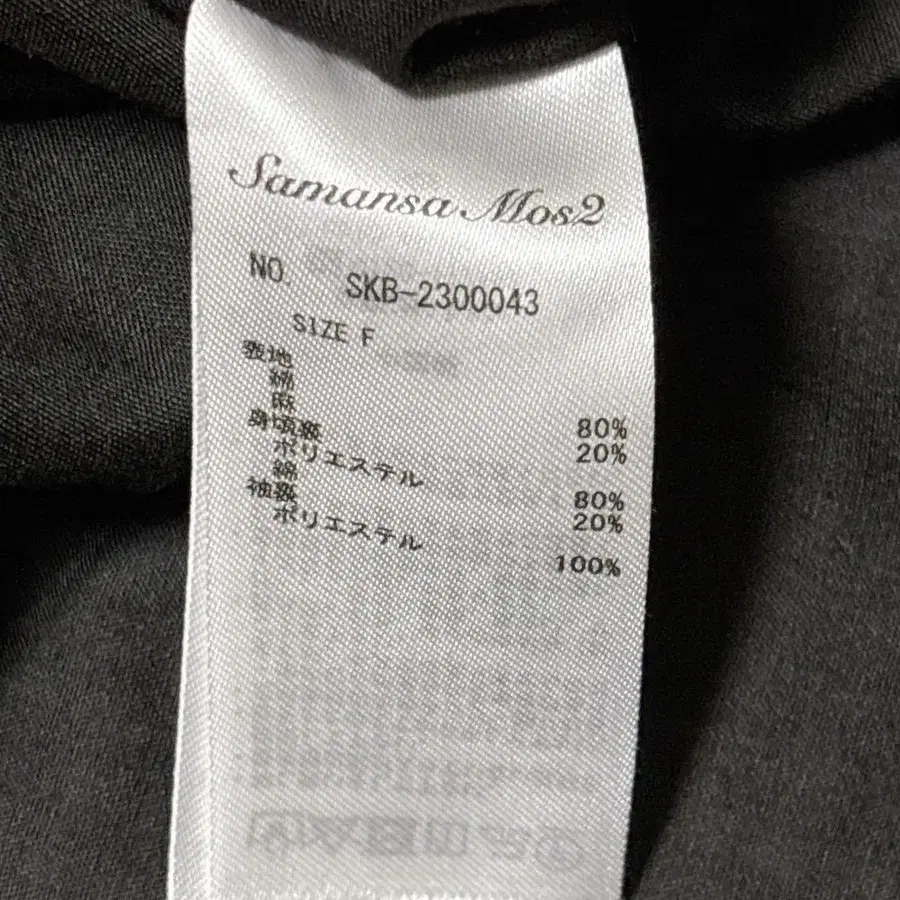 Samansa Mos2
NO. SKB-2300043
SIZE F
表地
綿 80%
麻 20%
身頃裏
ポリエステル 80%
綿 20%
袖裏
ポリエステル 100%